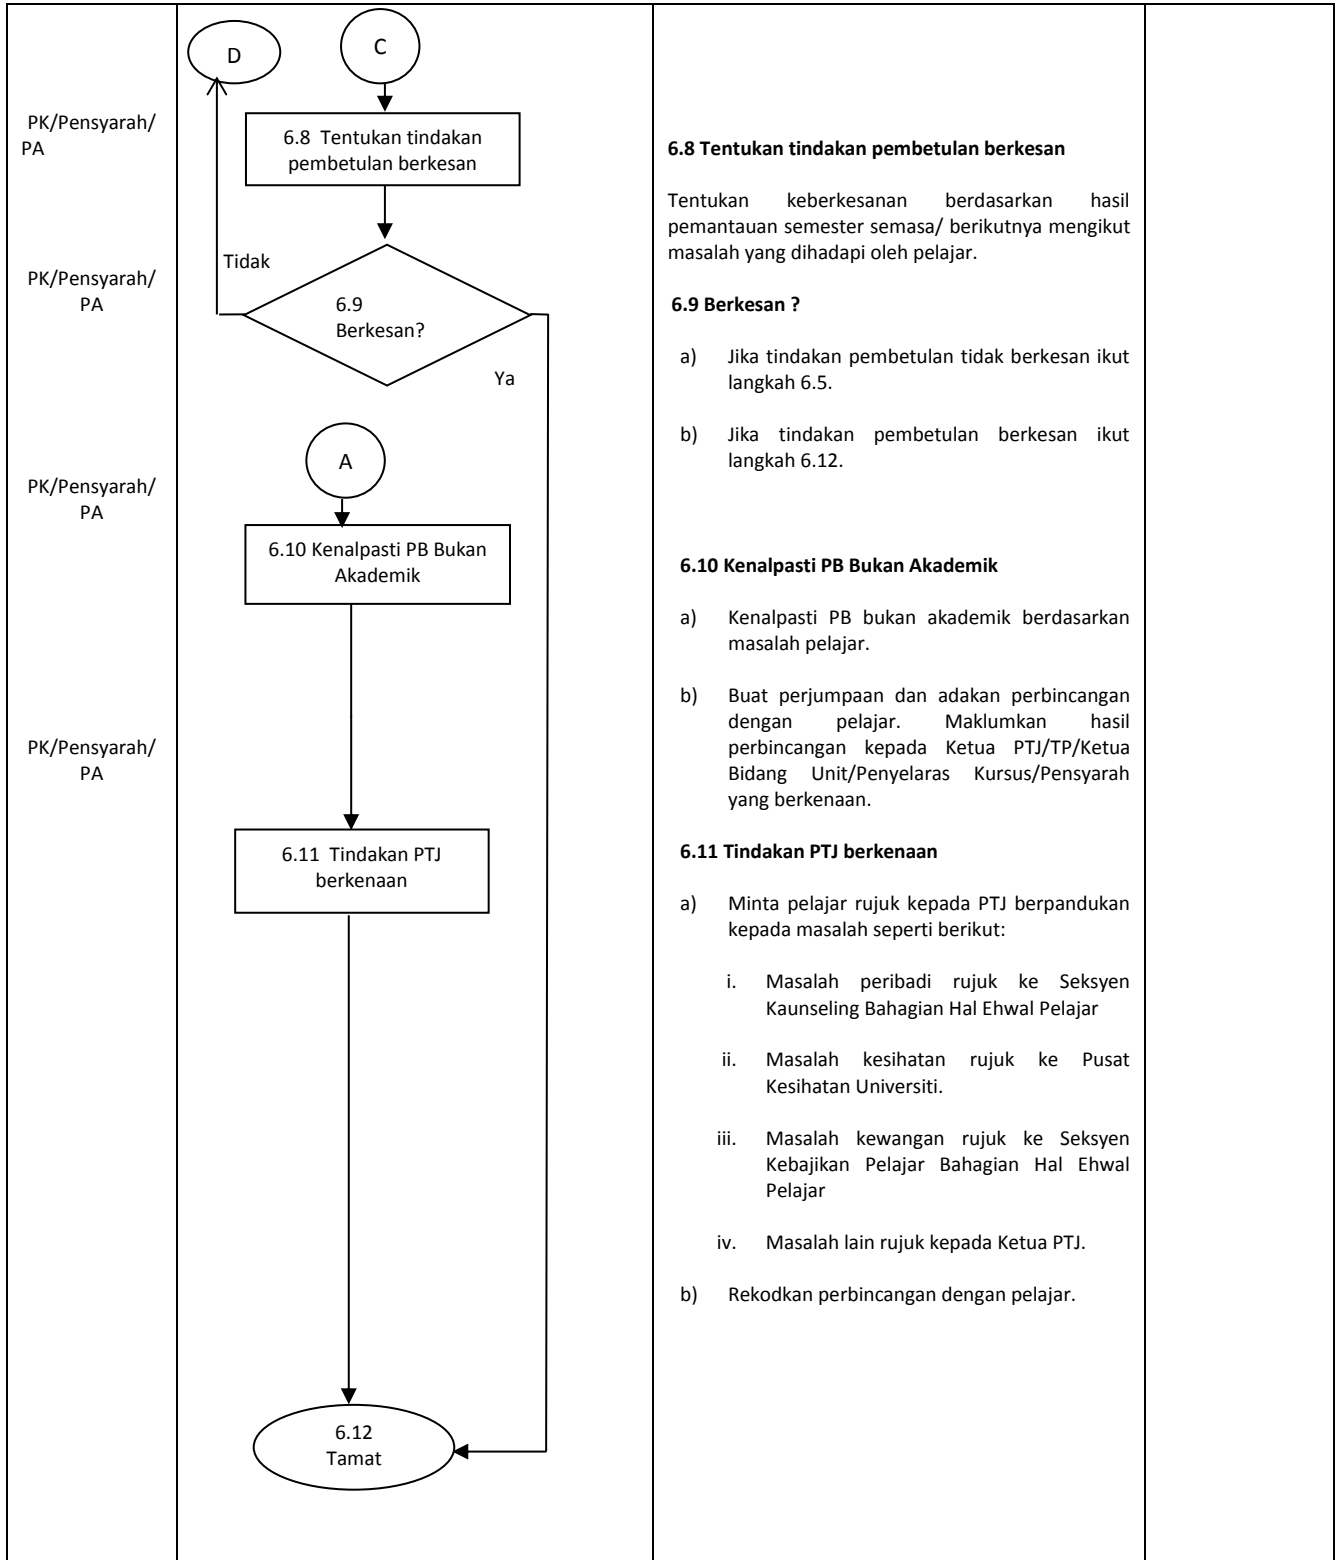 PK/Pensyarah/
PA
PK/Pensyarah/
PA
PK/Pensyarah/
PA
PK/Pensyarah/
PA
D
C
6.8 Tentukan tindakan
pembetulan berkesan
Tidak
6.9
Berkesan?
Ya
A
6.10 Kenalpasti PB Bukan
Akademik
6.11 Tindakan PTJ
berkenaan
6.12
Tamat
6.8 Tentukan tindakan pembetulan berkesan
Tentukan keberkesanan berdasarkan hasil
pemantauan semester semasa/ berikutnya mengikut
masalah yang dihadapi oleh pelajar.
6.9 Berkesan ?
a) Jika tindakan pembetulan tidak berkesan ikut
langkah 6.5.
b) Jika tindakan pembetulan berkesan ikut
langkah 6.12.
6.10 Kenalpasti PB Bukan Akademik
a) Kenalpasti PB bukan akademik berdasarkan
masalah pelajar.
b) Buat perjumpaan dan adakan perbincangan
dengan pelajar. Maklumkan hasil
perbincangan kepada Ketua PTJ/TP/Ketua
Bidang Unit/Penyelaras Kursus/Pensyarah
yang berkenaan.
6.11 Tindakan PTJ berkenaan
a) Minta pelajar rujuk kepada PTJ berpandukan
kepada masalah seperti berikut:
i. Masalah peribadi rujuk ke Seksyen
Kaunseling Bahagian Hal Ehwal Pelajar
ii. Masalah kesihatan rujuk ke Pusat
Kesihatan Universiti.
iii. Masalah kewangan rujuk ke Seksyen
Kebajikan Pelajar Bahagian Hal Ehwal
Pelajar
iv. Masalah lain rujuk kepada Ketua PTJ.
b) Rekodkan perbincangan dengan pelajar.